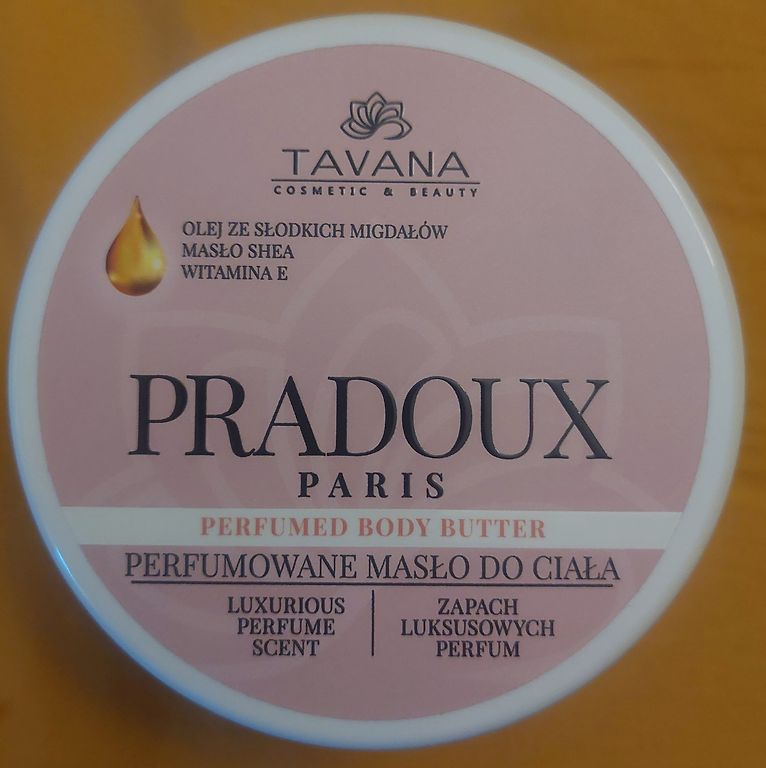 TAVANA
COSMETIC & BEAUTY
OLEJ ZE SŁODKICH MIGDAŁÓW
MASŁO SHEA
WITAMINA E
PRADOUX
PARIS
PERFUMED BODY BUTTER
PERFUMOWANE MASŁO DO CIAŁA
LUXURIOUS
PERFUME
SCENT
ZAPACH
LUKSUSOWYCH
PERFUM